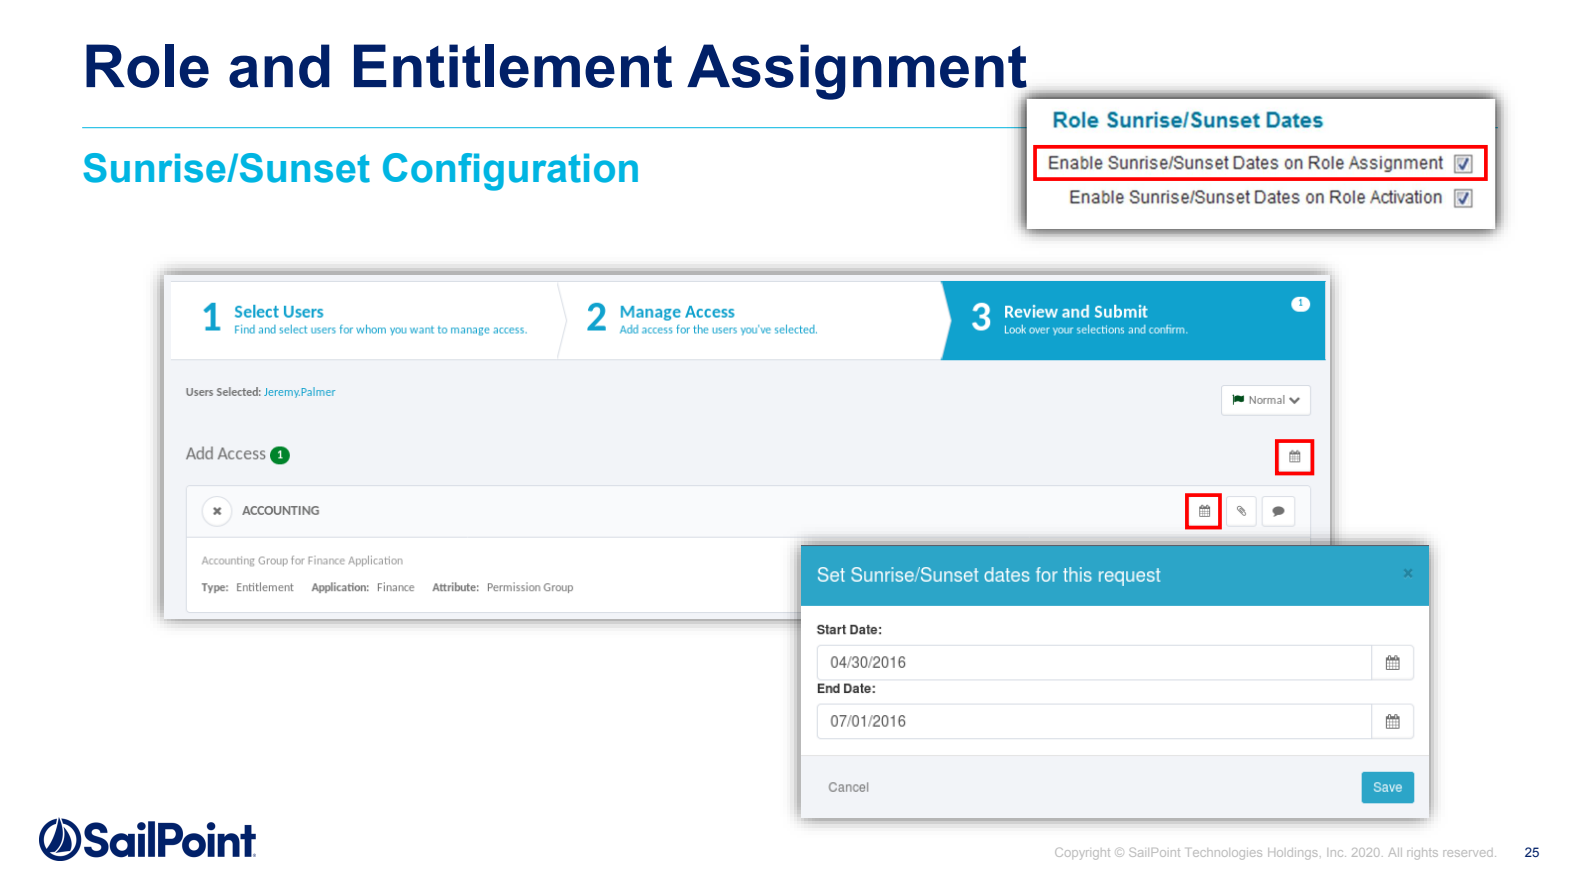 Role and Entitlement Assignment
Sunrise/Sunset Configuration
Role Sunrise/Sunset Dates
Enable Sunrise/Sunset Dates on Role Assignment
Enable Sunrise/Sunset Dates on Role Activation
1 Select Users
Find and select users for whom you want to manage access.
2 Manage Access
Add access for the users you've selected.
3 Review and Submit
Look over your selections and confirm.
1
Users Selected: Jeremy.Palmer
Normal
Add Access 1
ACCOUNTING
Accounting Group for Finance Application
Type: Entitlement Application: Finance Attribute: Permission Group
Set Sunrise/Sunset dates for this request
Start Date:
04/30/2016
End Date:
07/01/2016
Cancel
Save
SailPoint
Copyright © SailPoint Technologies Holdings, Inc. 2020. All rights reserved. 25